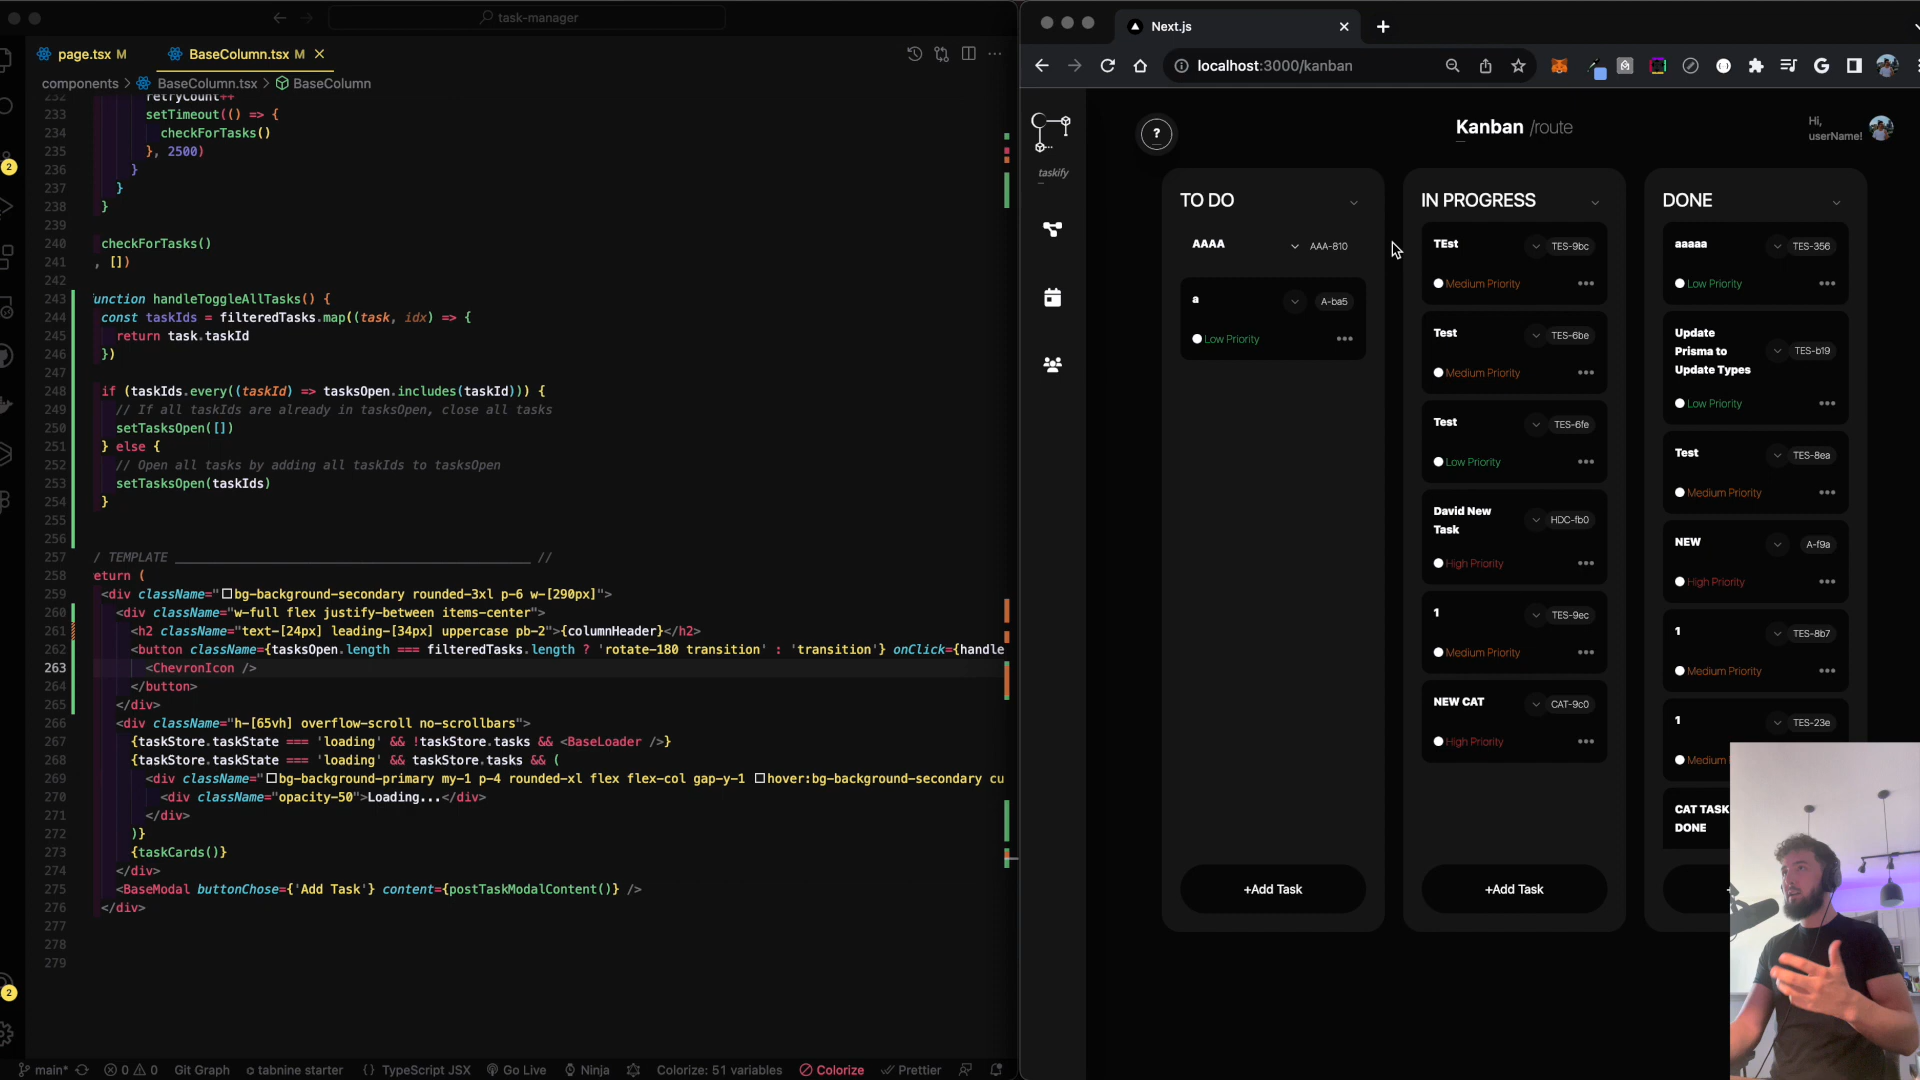 task-manager
page.tsx M
BaseColumn.tsx M
components > BaseColumn.tsx > BaseColumn
232 retryCount++
233 setTimeout(() => {
234 checkForTasks()
235 }, 2500)
236 }
237 }
238 }
239
240 checkForTasks()
241 , [])
242
243 unction handleToggleAllTasks() {
244 const taskIds = filteredTasks.map((task, idx) => {
245 return task.taskId
246 })
247
248 if (taskIds.every((taskId) => tasksOpen.includes(taskId))) {
249 // If all taskIds are already in tasksOpen, close all tasks
250 setTasksOpen([])
251 } else {
252 // Open all tasks by adding all taskIds to tasksOpen
253 setTasksOpen(taskIds)
254 }
255
256
257 / TEMPLATE ________________________________________________ //
258 eturn (
259 <div className="bg-background-secondary rounded-3xl p-6 w-[290px]">
260 <div className="w-full flex justify-between items-center">
261 <h2 className="text-[24px] leading-[34px] uppercase pb-2">{columnHeader}</h2>
262 <button className={tasksOpen.length === filteredTasks.length ? 'rotate-180 transition' : 'transition'} onClick={handle
263 <ChevronIcon />
264 </button>
265 </div>
266 <div className="h-[65vh] overflow-scroll no-scrollbars">
267 {taskStore.taskState === 'loading' && !taskStore.tasks && <BaseLoader />}
268 {taskStore.taskState === 'loading' && taskStore.tasks && (
269 <div className="bg-background-primary my-1 p-4 rounded-xl flex flex-col gap-y-1 hover:bg-background-secondary cu
270 <div className="opacity-50">Loading...</div>
271 </div>
272 )}
273 {taskCards()}
274 </div>
275 <BaseModal buttonChose={'Add Task'} content={postTaskModalContent()} />
276 </div>
277
278
279
2
2
main*
0 0
Git Graph
tabnine starter
{} TypeScript JSX
Go Live
Ninja
Colorize: 51 variables
Colorize
Prettier
Next.js
localhost:3000/kanban
taskify
?
Kanban /route
Hi,
userName!
TO DO
AAAA
AAA-810
a
A-ba5
Low Priority
+Add Task
IN PROGRESS
TEst
TES-9bc
Medium Priority
Test
TES-6be
Medium Priority
Test
TES-6fe
Low Priority
David New
Task
HDC-fb0
High Priority
1
TES-9ec
Medium Priority
NEW CAT
CAT-9c0
High Priority
+Add Task
DONE
aaaaa
TES-356
Low Priority
Update
Prisma to
Update Types
TES-b19
Low Priority
Test
TES-8ea
Medium Priority
NEW
A-f9a
High Priority
1
TES-8b7
Medium Priority
1
TES-23e
Medium
CAT TASK
DONE